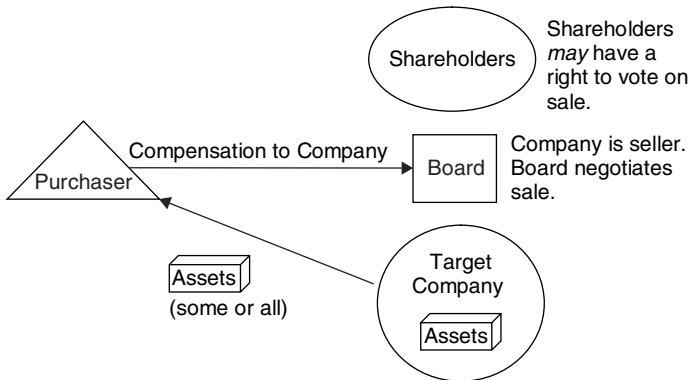 Shareholders
Shareholders
may have a
right to vote on
sale.
Compensation to Company
Purchaser
Board
Company is seller.
Board negotiates
sale.
Assets
(some or all)
Target
Company
Assets